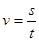 v = s/t